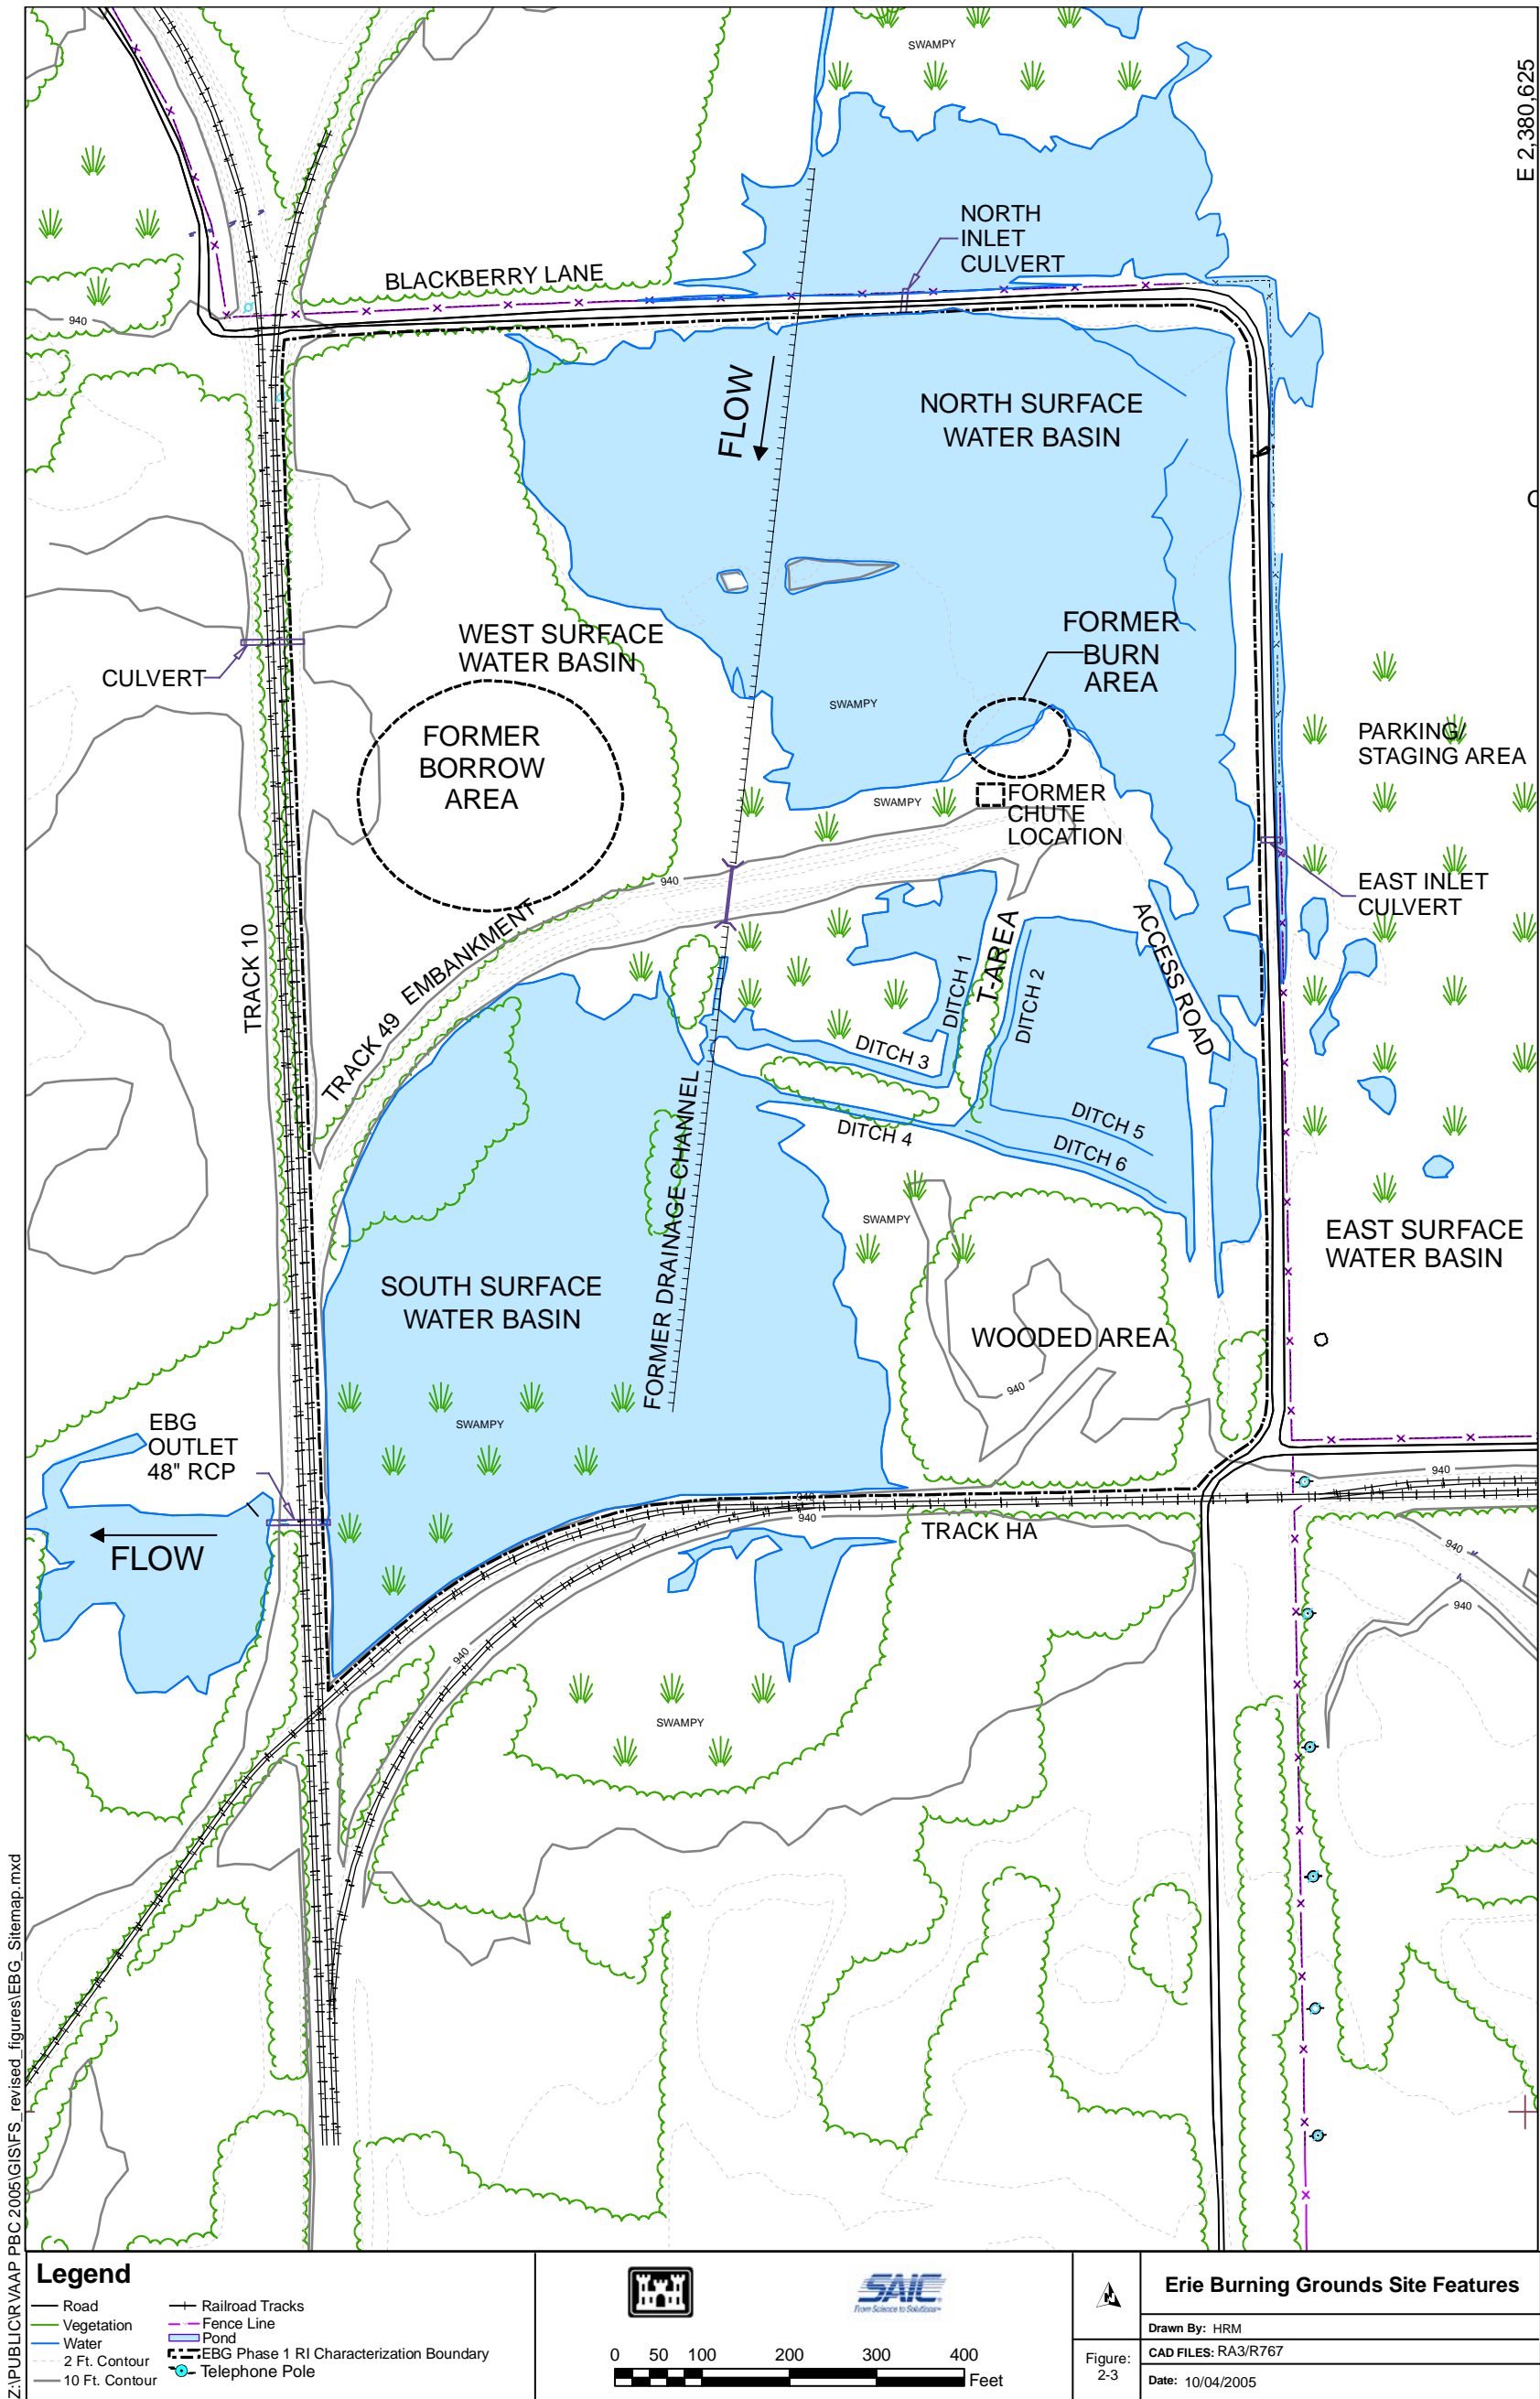 SWAMPY
E 2,380,625
NORTH
INLET
CULVERT
BLACKBERRY LANE
940
FLOW
NORTH SURFACE
WATER BASIN
WEST SURFACE
WATER BASIN
FORMER
BURN
AREA
CULVERT
SWAMPY
FORMER
BORROW
AREA
PARKING/
STAGING AREA
SWAMPY
FORMER
CHUTE
LOCATION
940
EAST INLET
CULVERT
TRACK 10
TRACK 49 EMBANKMENT
DITCH 1
T-AREA
DITCH 2
ACCESS ROAD
DITCH 3
DITCH 4
DITCH 5
DITCH 6
FORMER DRAINAGE CHANNEL
SWAMPY
EAST SURFACE
WATER BASIN
SOUTH SURFACE
WATER BASIN
WOODED AREA
940
EBG
OUTLET
48" RCP
SWAMPY
940
940
940
TRACK HA
FLOW
940
940
940
SWAMPY
Z:\PUBLIC\RVAAP PBC 2005\GIS\FS_revised_figures\EBG_Sitemap.mxd
Legend
Road
Vegetation
Water
2 Ft. Contour
10 Ft. Contour
Railroad Tracks
Fence Line
Pond
EBG Phase 1 RI Characterization Boundary
Telephone Pole
SAIC
From Science to Solutions
0 50 100 200 300 400
Feet
Figure:
2-3
Erie Burning Grounds Site Features
Drawn By: HRM
CAD FILES: RA3/R767
Date: 10/04/2005